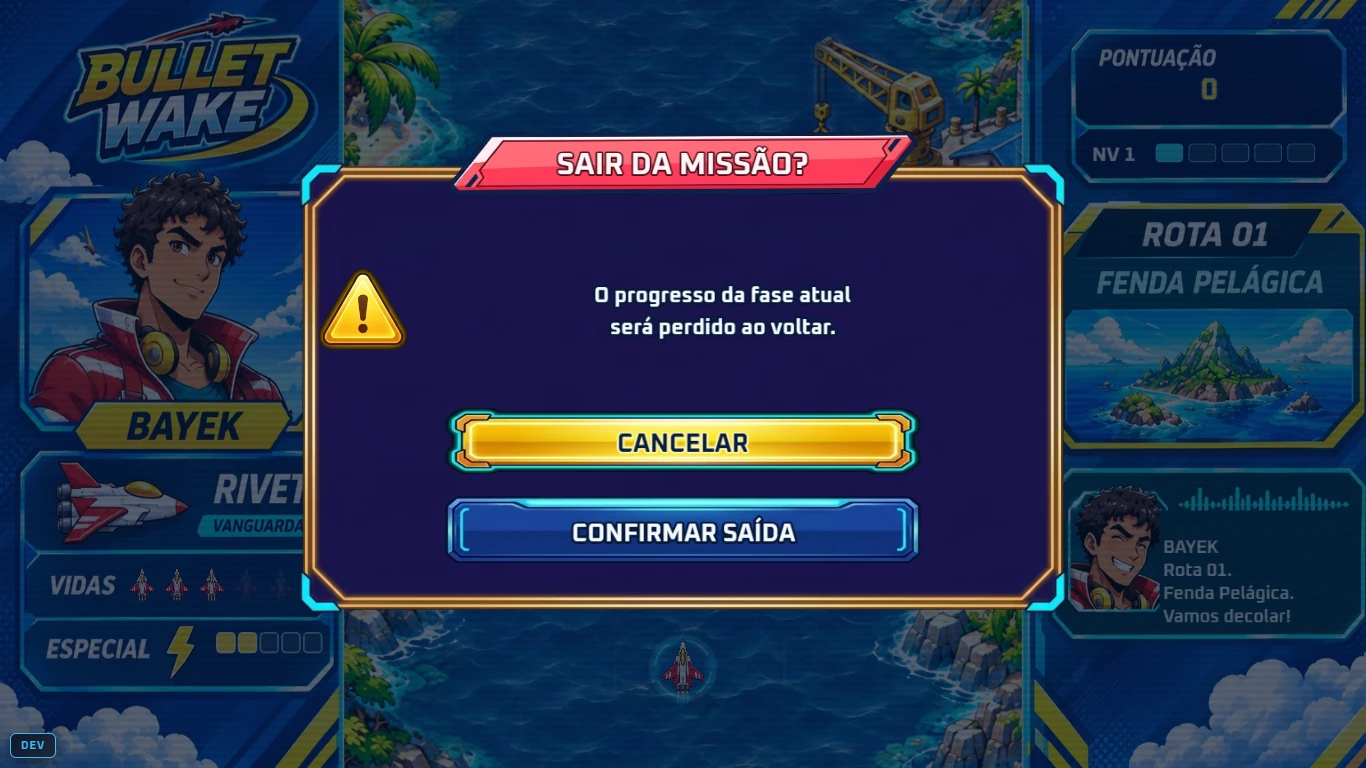 BULLET
WAKE
BAYEK
RIVET
VANGUARDA
VIDAS
ESPECIAL
DEV
SAIR DA MISSÃO?
O progresso da fase atual
será perdido ao voltar.
CANCELAR
CONFIRMAR SAÍDA
PONTUAÇÃO
0
NV 1
ROTA 01
FENDA PELÁGICA
BAYEK
Rota 01.
Fenda Pelágica.
Vamos decolar!